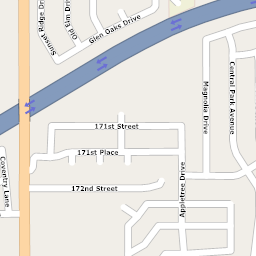 Sunset Ridge Drive
Old Elm Drive
Glen Oaks Drive
171st Street
171st Place
172nd Street
Coventry Lane
Appletree Drive
Magnolia Drive
Central Park Avenue